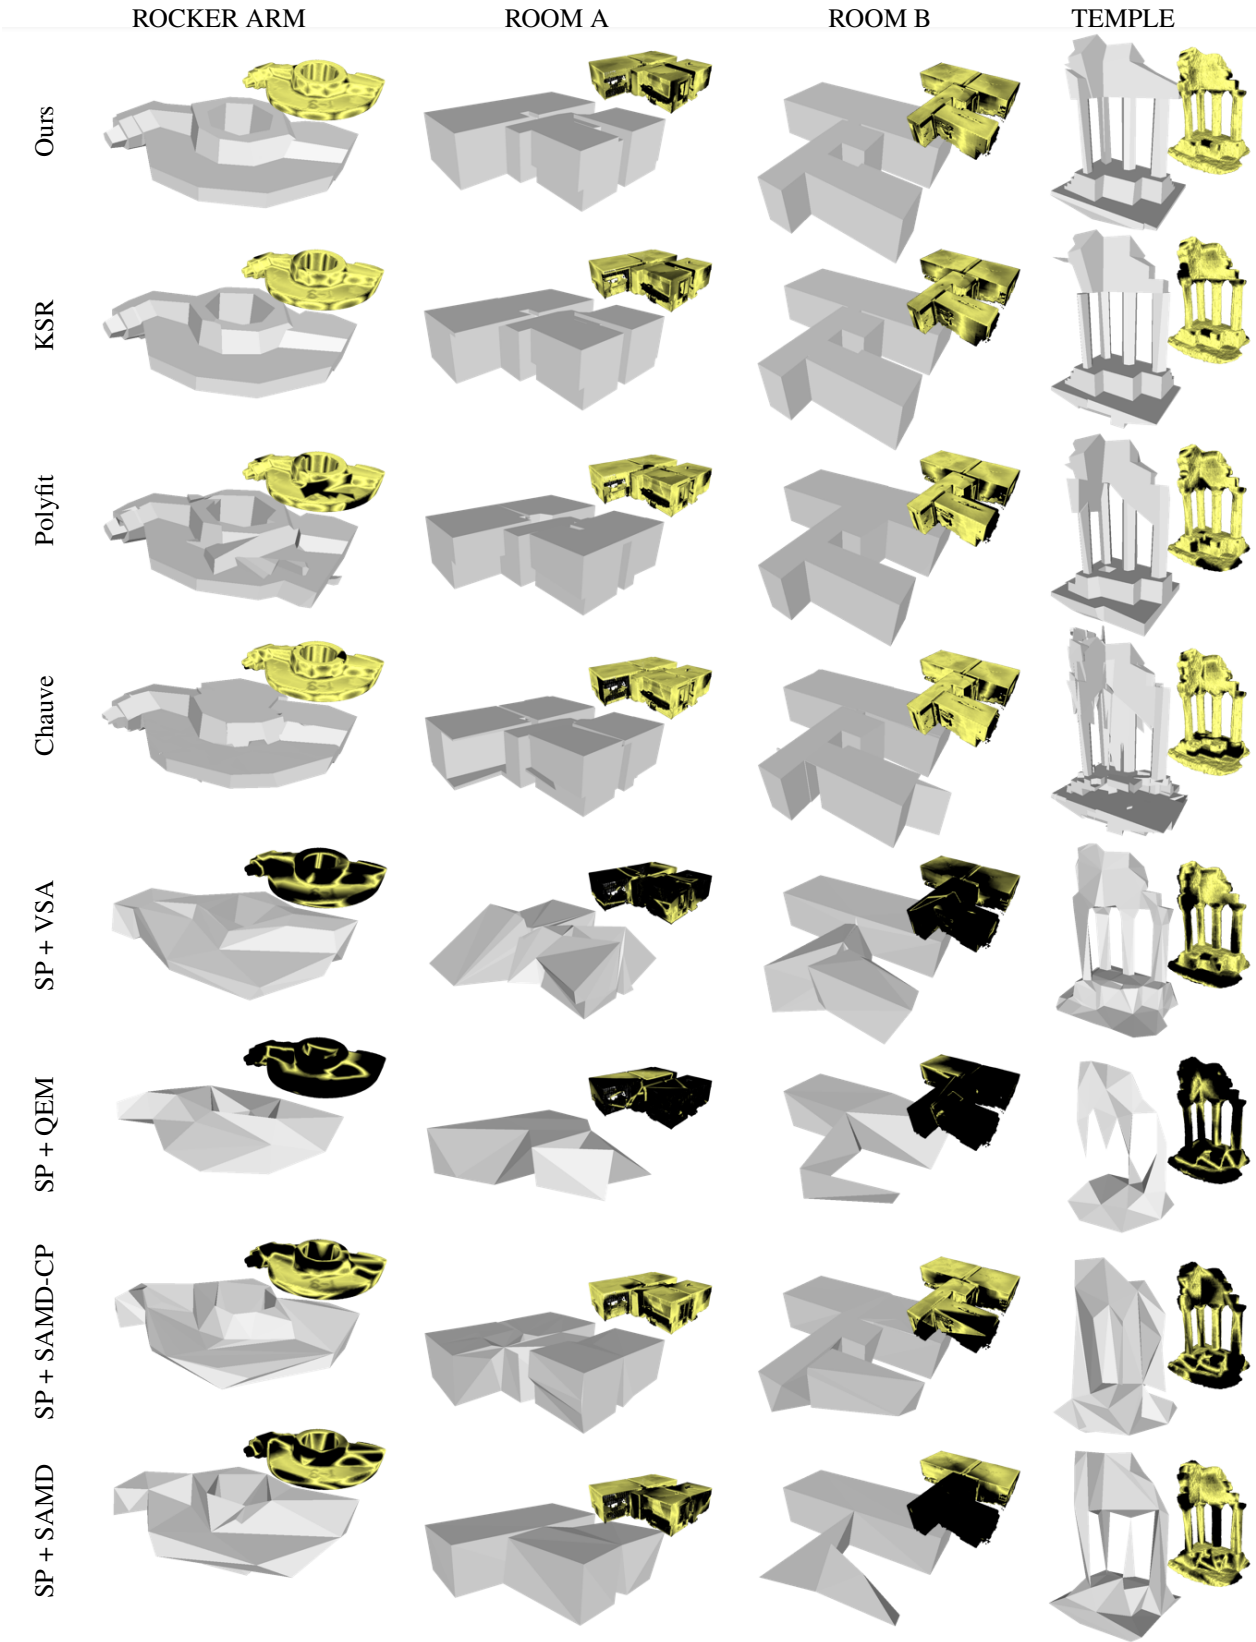 ROCKER ARM ROOM A ROOM B TEMPLE
Ours
KSR
Polyfit
Chauve
SP + VSA
SP + QEM
SP + SAMD-CP
SP + SAMD